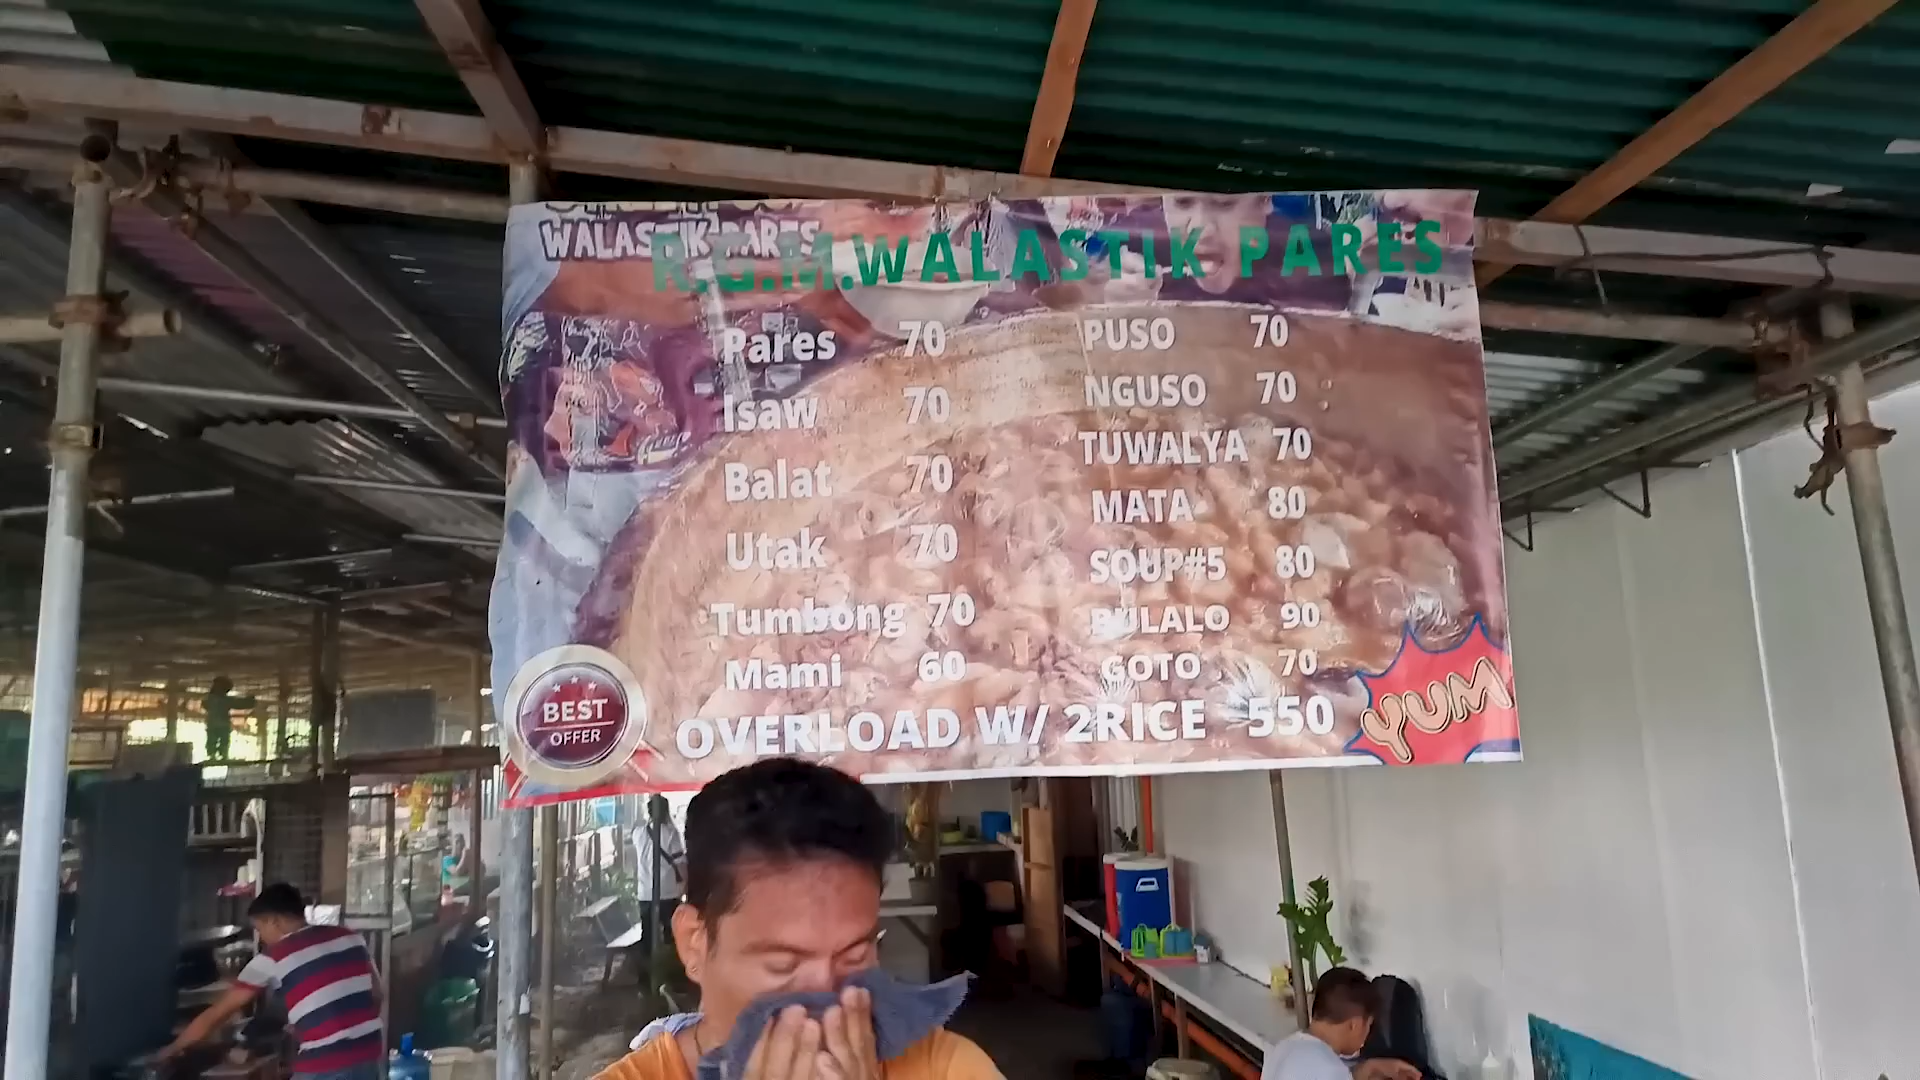 WALASTIK PARES
R.G.M.WALASTIK PARES
Pares 70
Isaw 70
Balat 70
Utak 70
Tumbong 70
Mami 60
PUSO 70
NGUSO 70
TUWALYA 70
MATA 80
SOUP#5 80
BULALO 90
GOTO 70
OVERLOAD W/ 2RICE 550
BEST
OFFER
YUM